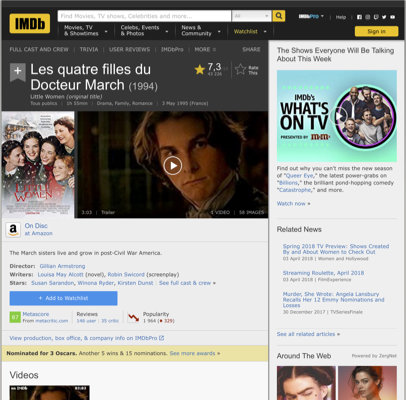 IMDb
Find Movies, TV shows, Celebrities and more...
All
IMDbPro
Help
Movies, TV & Showtimes
Celebs, Events & Photos
News & Community
Watchlist
Sign in
FULL CAST AND CREW | TRIVIA | USER REVIEWS | IMDbPro | MORE
SHARE
Les quatre filles du
Docteur March (1994)
Little Women (original title)
Tous publics | 1h 55min | Drama, Family, Romance | 3 May 1995 (France)
7,3
Rate This
LITTLE WOMEN
2:03 | Trailer
1 VIDEO | 38 IMAGES
On Disc
at Amazon
The March sisters live and grow in post-Civil War America.
Director: Gillian Armstrong
Writers: Louisa May Alcott (novel), Robin Swicord (screenplay)
Stars: Susan Sarandon, Winona Ryder, Kirsten Dunst | See full cast & crew »
+ Add to Watchlist
87
Metascore
From metacritic.com
Reviews
146 user | 35 critic
Popularity
1 964 (329)
View production, box office, & company info on IMDbPro
Nominated for 3 Oscars. Another 5 wins & 15 nominations. See more awards »
Videos
The Shows Everyone Will Be Talking
About This Week
IMDb's
WHAT'S
ON TV
PRESENTED BY
Find out why you can't miss the new season
of "Queer Eye," the latest power-grabs on
"Billions," the brilliant pond-hopping comedy
"Catastrophe," and more.
Watch now »
Related News
Spring 2018 TV Preview: Shows Created
By and About Women to Check Out
03 April 2018 | Women and Hollywood
Streaming Roulette, April 2018
03 April 2018 | FilmExperience
Murder, She Wrote: Angela Lansbury
Recalls Her 12 Emmy Nominations and
Losses
30 December 2017 | TVSeriesFinale
See all related articles »
Around The Web | Powered by ZergNet